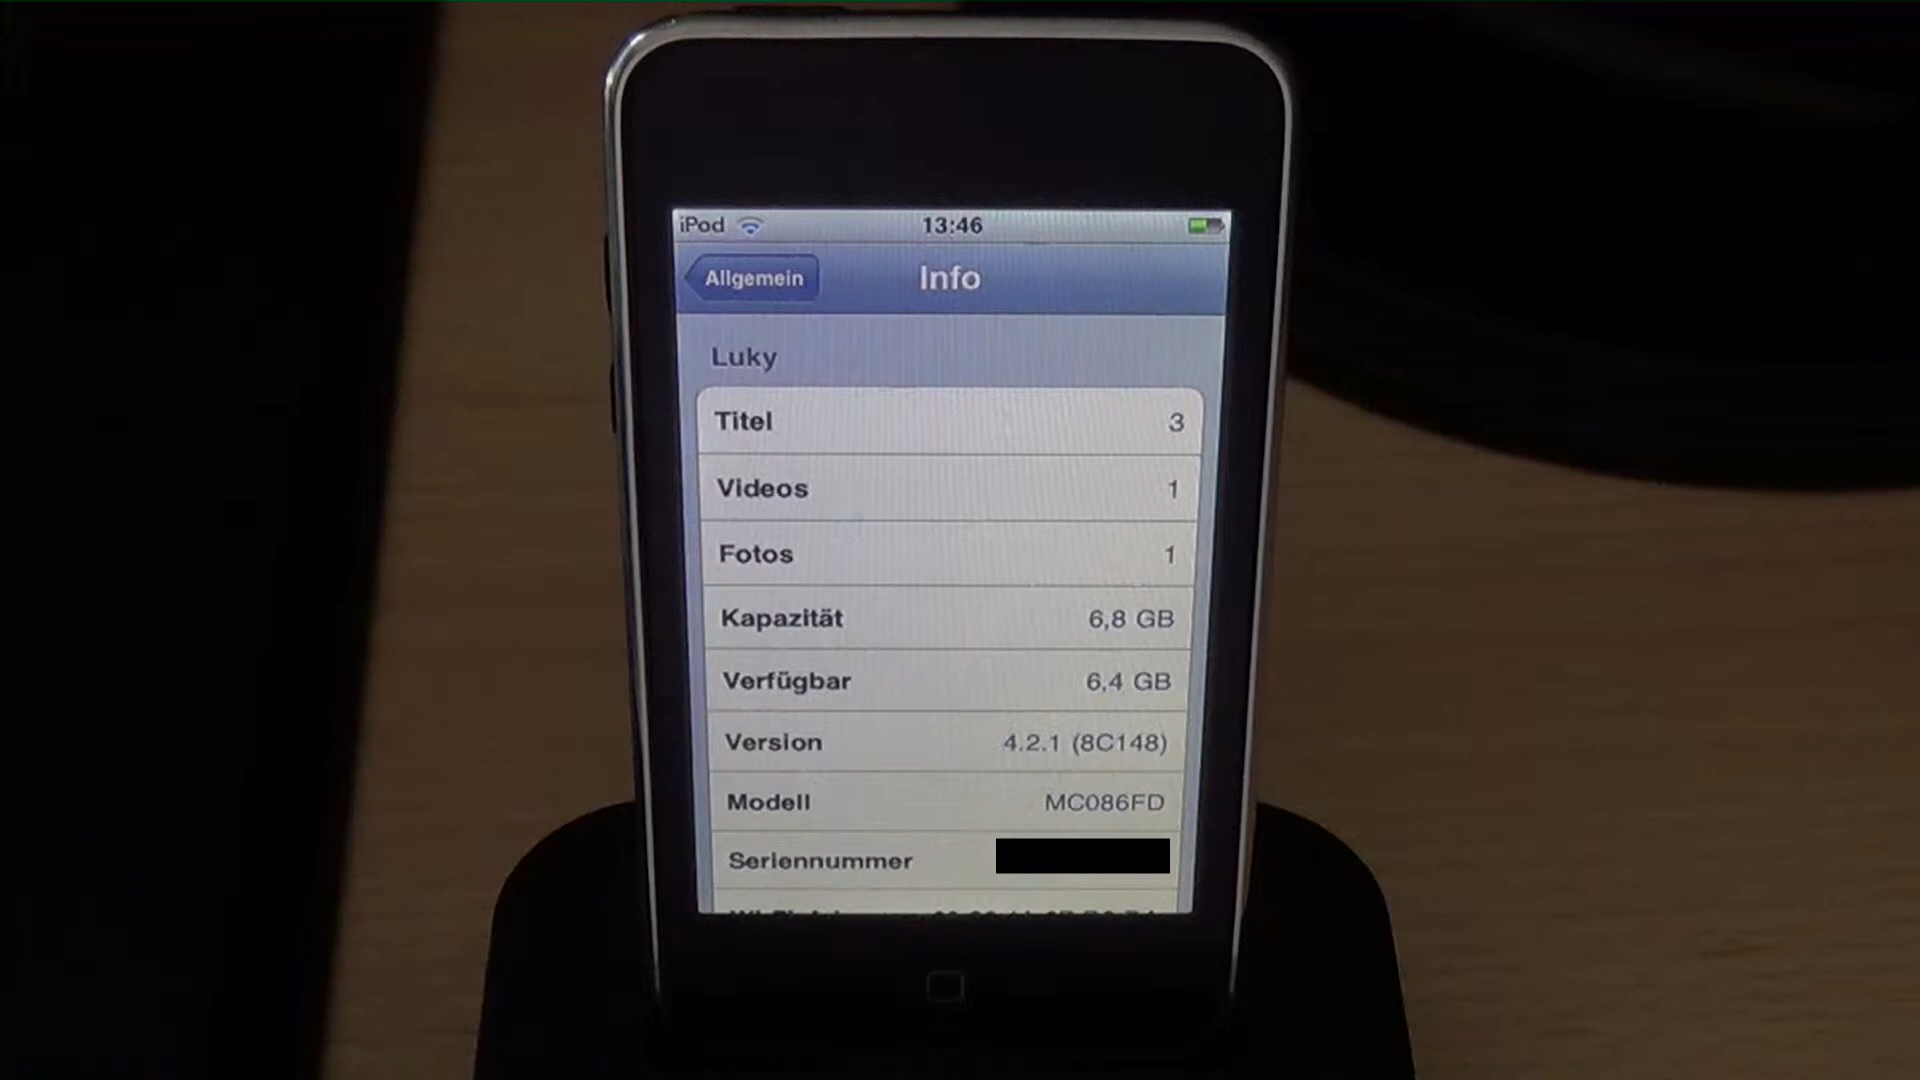 iPod 13:46
Allgemein Info
Luky
Titel 3
Videos 1
Fotos 1
Kapazität 6,8 GB
Verfügbar 6,4 GB
Version 4.2.1 (8C148)
Modell MC086FD
Seriennummer